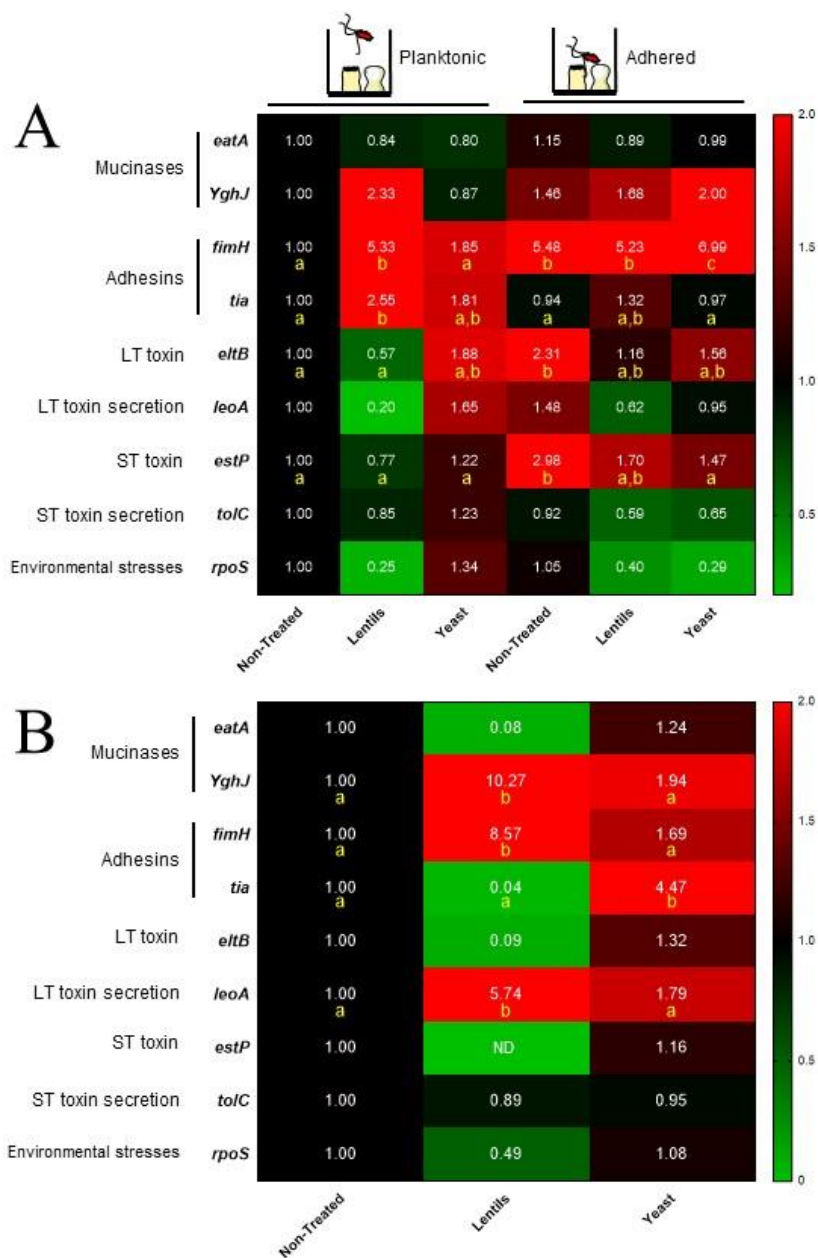 Planktonic Adhered
A
Mucinases
eatA 1.00 0.84 0.80 1.15 0.89 0.99
YghJ 1.00 2.33 0.87 1.46 1.68 2.00
Adhesins
fimH 1.00 5.33 1.85 5.48 5.23 6.99
a b a b b c
tia 1.00 2.55 1.81 0.94 1.32 0.97
a b a,b a a,b a
LT toxin eltB 1.00 0.57 1.88 2.31 1.16 1.56
a a a,b b a,b a,b
LT toxin secretion leoA 1.00 0.20 1.65 1.48 0.62 0.95
ST toxin estP 1.00 0.77 1.22 2.98 1.70 1.47
a a a b a,b a
ST toxin secretion tolC 1.00 0.85 1.23 0.92 0.59 0.65
Environmental stresses rpoS 1.00 0.25 1.34 1.05 0.40 0.29
Non-Treated Lentils Yeast Non-Treated Lentils Yeast
2.0
1.5
1.0
0.5
B
Mucinases
eatA 1.00 0.08 1.24
YghJ 1.00 10.27 1.94
a b a
Adhesins
fimH 1.00 8.57 1.69
a b a
tia 1.00 0.04 4.47
a a b
LT toxin eltB 1.00 0.09 1.32
LT toxin secretion leoA 1.00 5.74 1.79
a b a
ST toxin estP 1.00 ND 1.16
ST toxin secretion tolC 1.00 0.89 0.95
Environmental stresses rpoS 1.00 0.49 1.08
Non-Treated Lentils Yeast
2.0
1.5
1.0
0.5
0